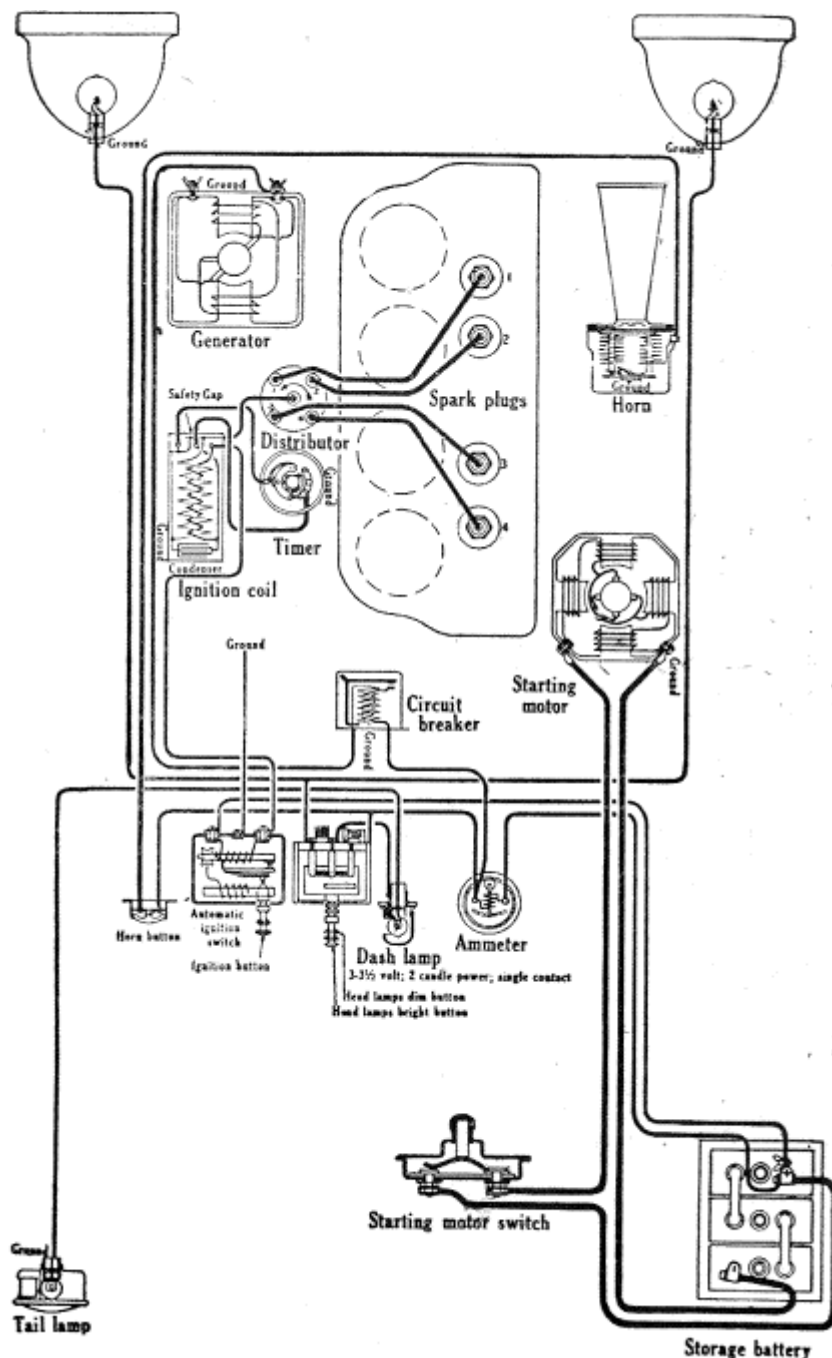 Ground
Ground
Ground
Generator
1
2
Spark plugs
3
4
Ground
Horn
Safety Gap
Distributor
Ground
Timer
Ground
Condenser
Ignition coil
Ground
Starting
motor
Ground
Circuit
breaker
Ground
Horn button
Automatic
ignition
switch
Ignition button
Dash lamp
3-3½ volt; 2 candle power; single contact
Head lamps dim button
Head lamps bright button
Ammeter
Starting motor switch
Ground
Tail lamp
Storage battery